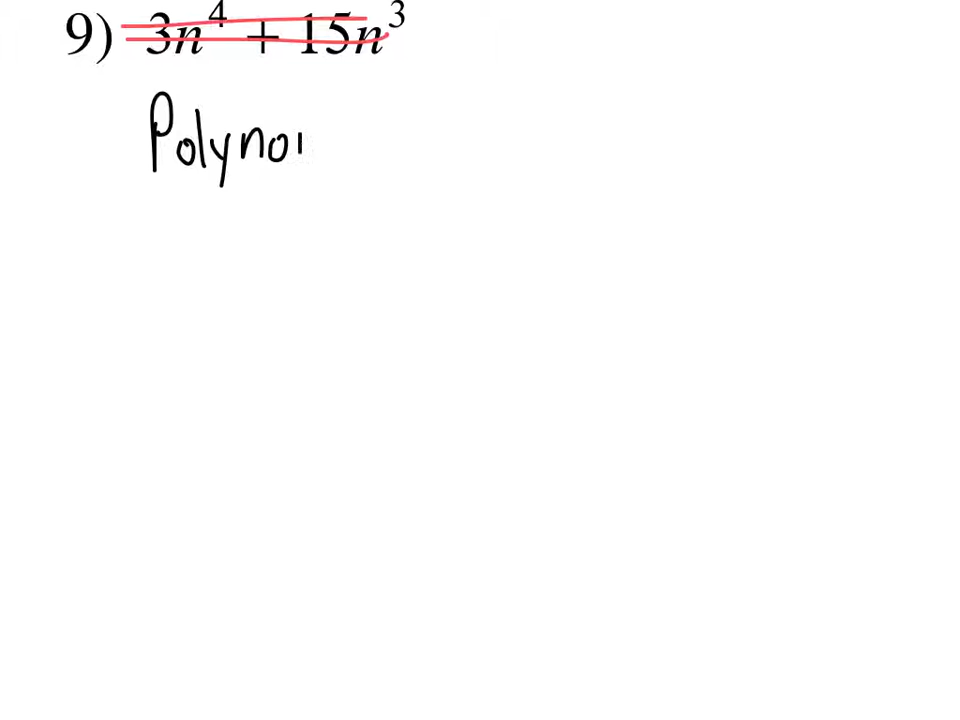 9) 3n⁴ + 15n³
Polyno